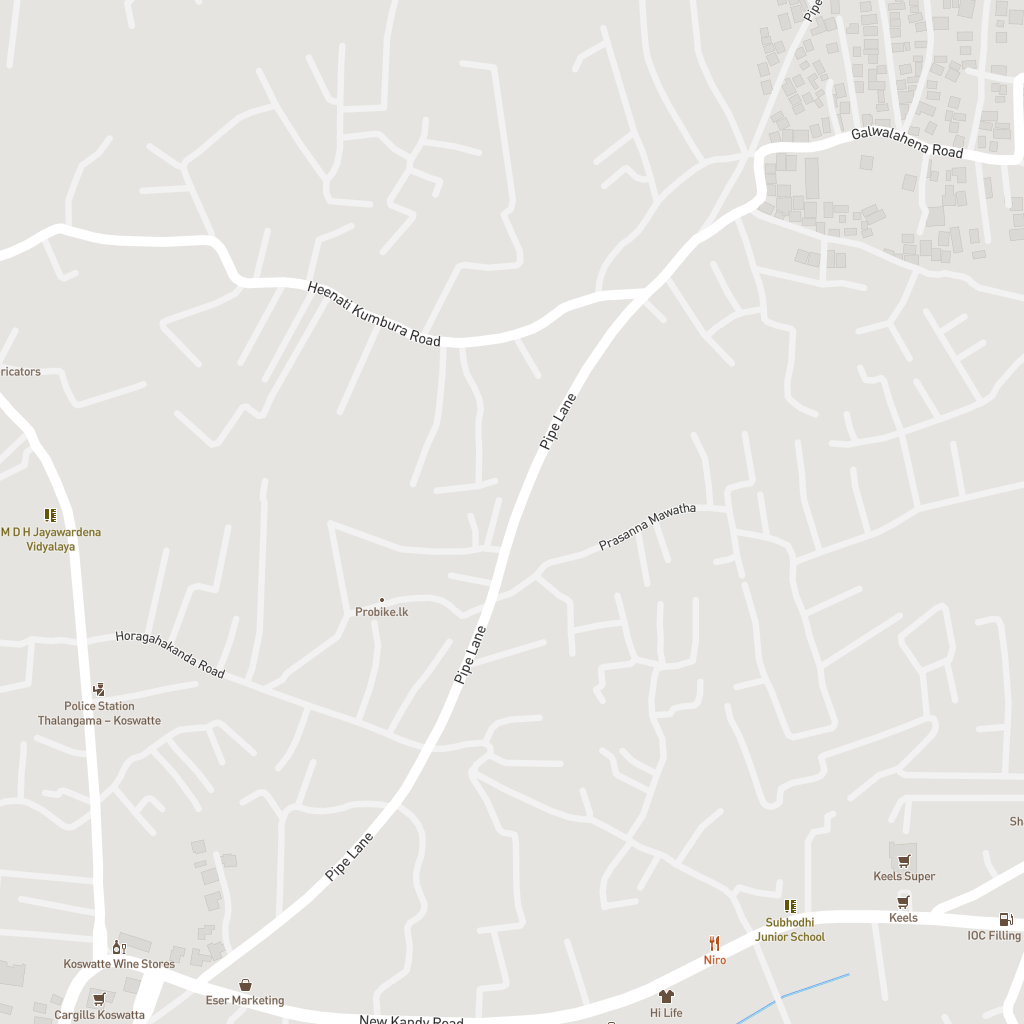 Pipe
Galwalahena Road
Heenati Kumbura Road
ricators
Pipe Lane
M D H Jayawardena
Vidyalaya
Prasanna Mawatha
Probike.lk
Horagahakanda Road
Pipe Lane
Police Station
Thalangama – Koswatte
Sh
Pipe Lane
Keels Super
Keels
Subhodhi
Junior School
IOC Filling
Niro
Koswatte Wine Stores
Eser Marketing
Cargills Koswatta
Hi Life
New Kandy Road